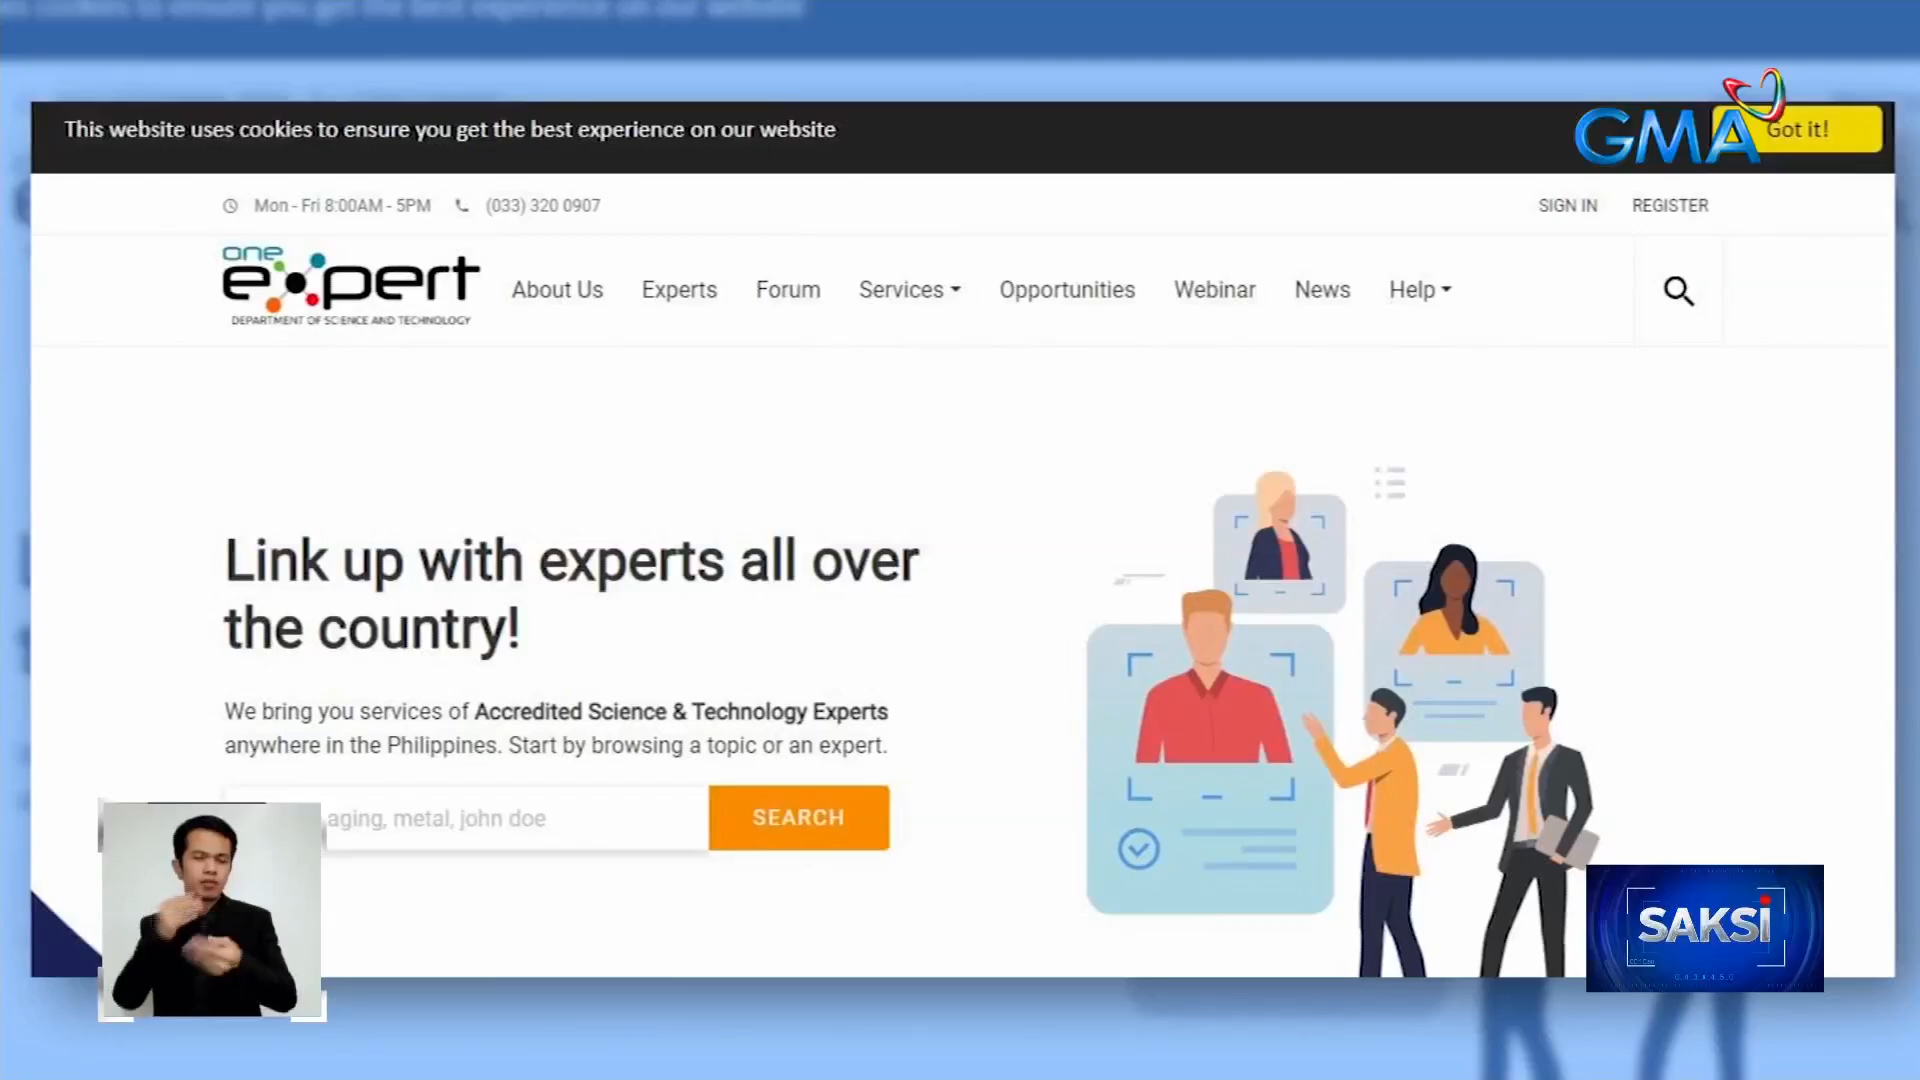 This website uses cookies to ensure you get the best experience on our website
Got it!
GMA
Mon - Fri 8:00AM - 5PM (033) 320 0907
SIGN IN REGISTER
one
expert
DEPARTMENT OF SCIENCE AND TECHNOLOGY
About Us Experts Forum Services Opportunities Webinar News Help
Link up with experts all over
the country!
We bring you services of Accredited Science & Technology Experts
anywhere in the Philippines. Start by browsing a topic or an expert.
aging, metal, john doe
SEARCH
SAKSI